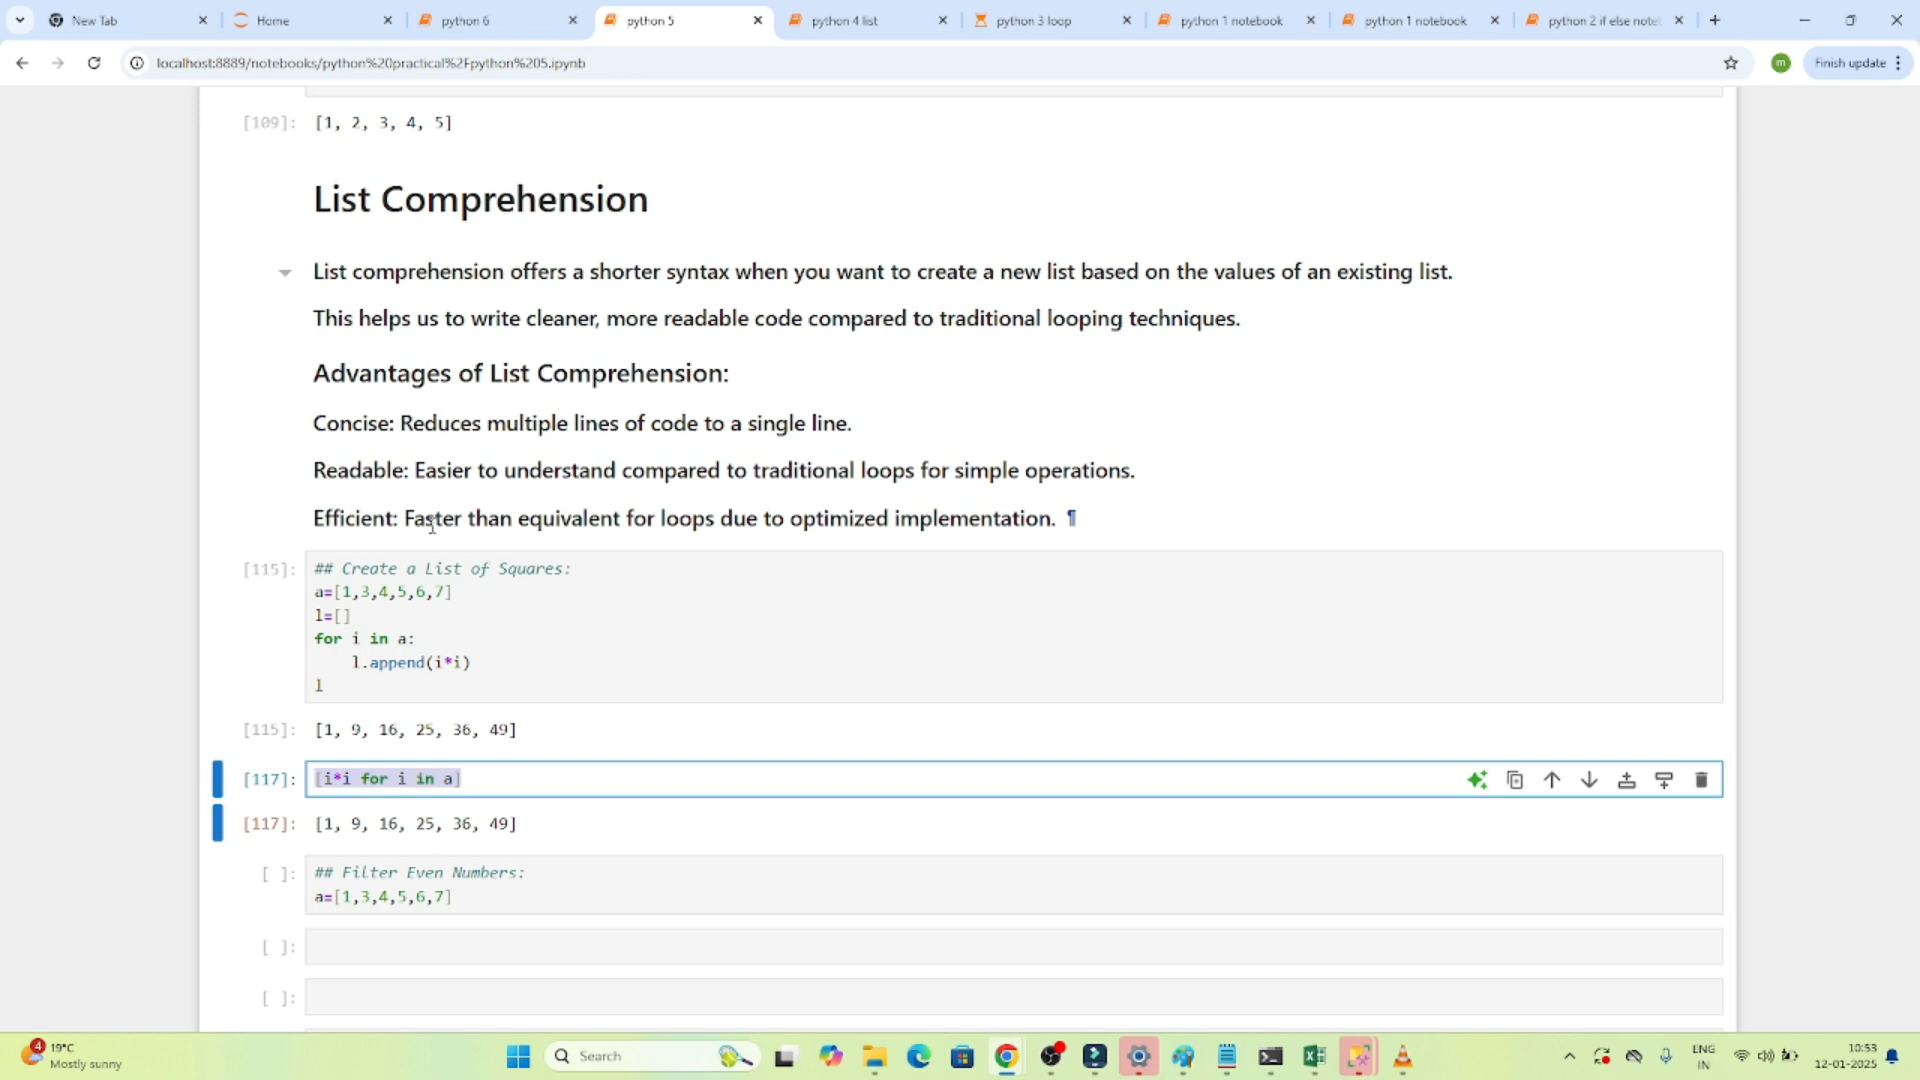 New Tab
Home
python 6
python 5
python 4 list
python 3 loop
python 1 notebook
python 1 notebook
python 2 if else note
localhost:8889/notebooks/python%20practical%2Fpython%205.ipynb
m
Finish update
[109]: [1, 2, 3, 4, 5]
List Comprehension
List comprehension offers a shorter syntax when you want to create a new list based on the values of an existing list.
This helps us to write cleaner, more readable code compared to traditional looping techniques.
Advantages of List Comprehension:
Concise: Reduces multiple lines of code to a single line.
Readable: Easier to understand compared to traditional loops for simple operations.
Efficient: Faster than equivalent for loops due to optimized implementation. ¶
[115]: ## Create a List of Squares:
a=[1,3,4,5,6,7]
l=[]
for i in a:
    l.append(i*i)
l
[115]: [1, 9, 16, 25, 36, 49]
[117]: [i*i for i in a]
[117]: [1, 9, 16, 25, 36, 49]
[ ]: ## Filter Even Numbers:
a=[1,3,4,5,6,7]
[ ]:
[ ]:
4
19°C
Mostly sunny
Search
ENG
IN
10:53
12-01-2025